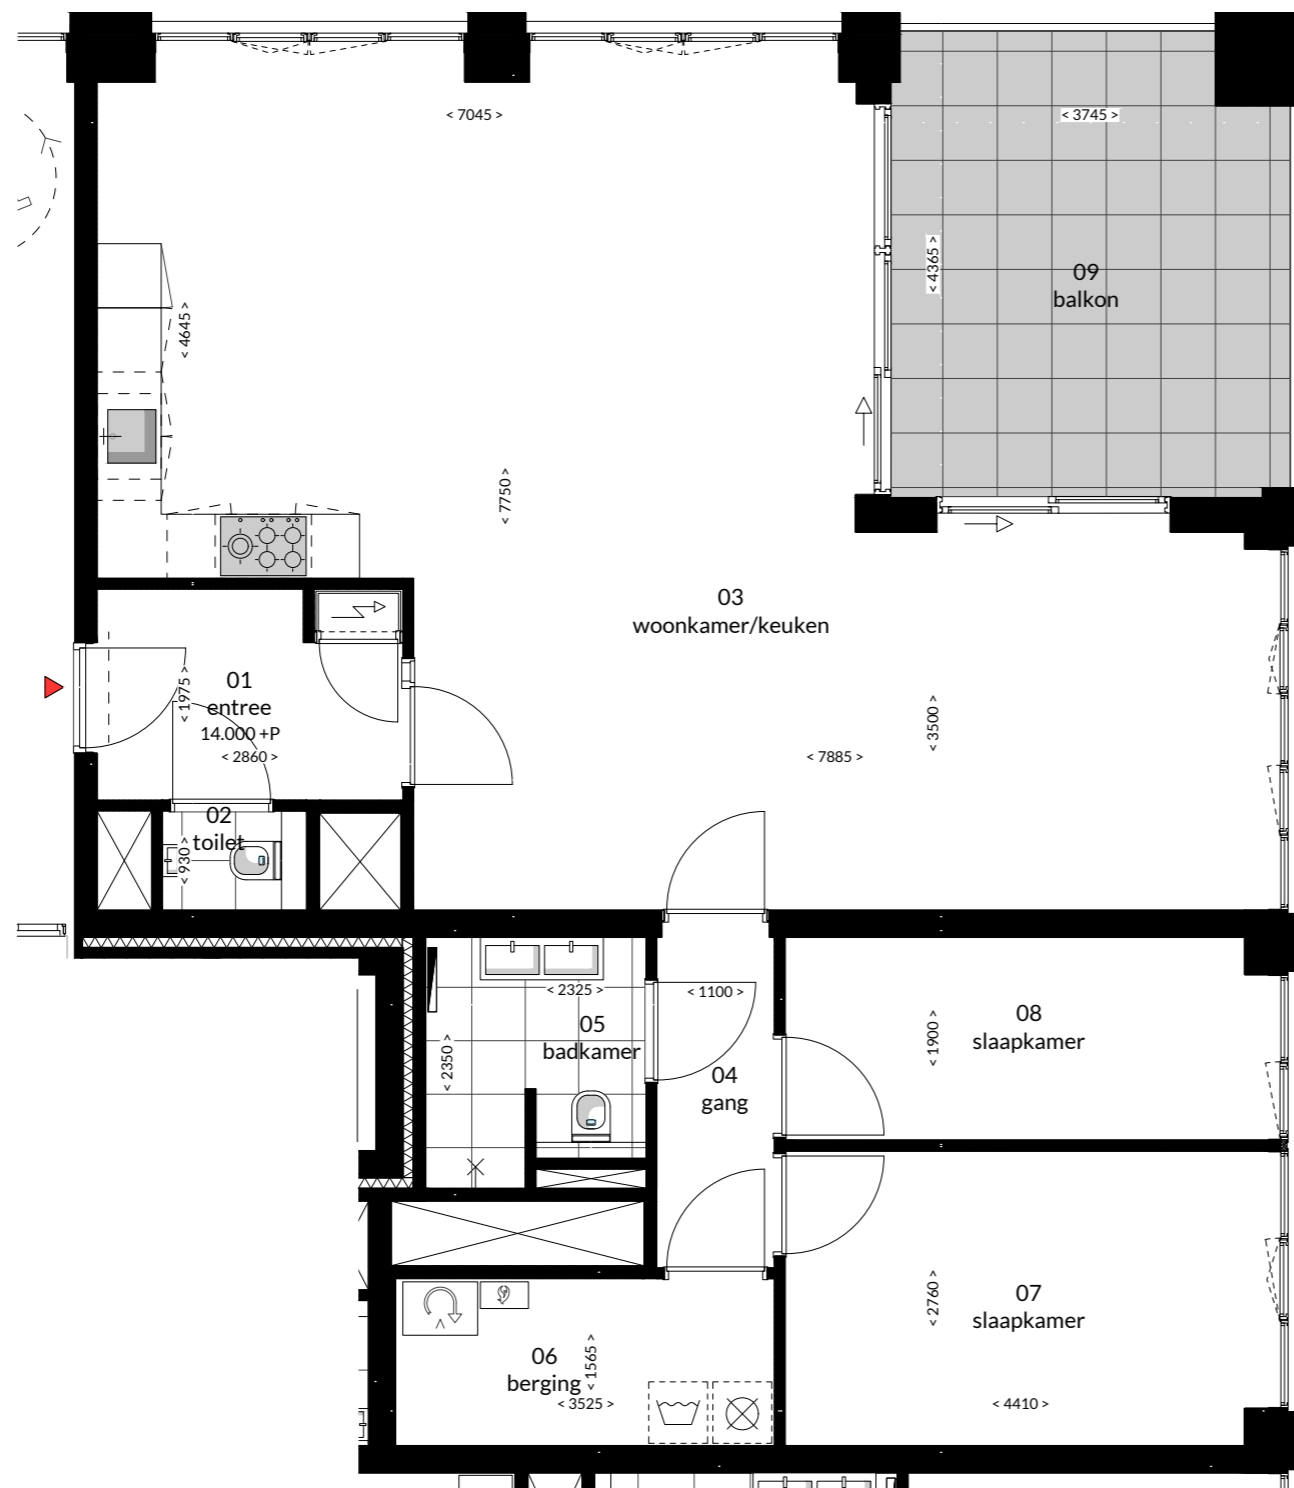 < 7045 >
< 3745 >
< 4365 >
09
balkon
< 4645 >
< 7750 >
03
woonkamer/keuken
01
entree
14.000 +P
< 2860 >
< 1975 >
< 3500 >
< 7885 >
02
toilet
< 930 >
< 2325 >
< 1100 >
05
badkamer
< 2350 >
04
gang
08
slaapkamer
< 1900 >
07
slaapkamer
< 2760 >
< 4410 >
06
berging
< 1565 >
< 3525 >